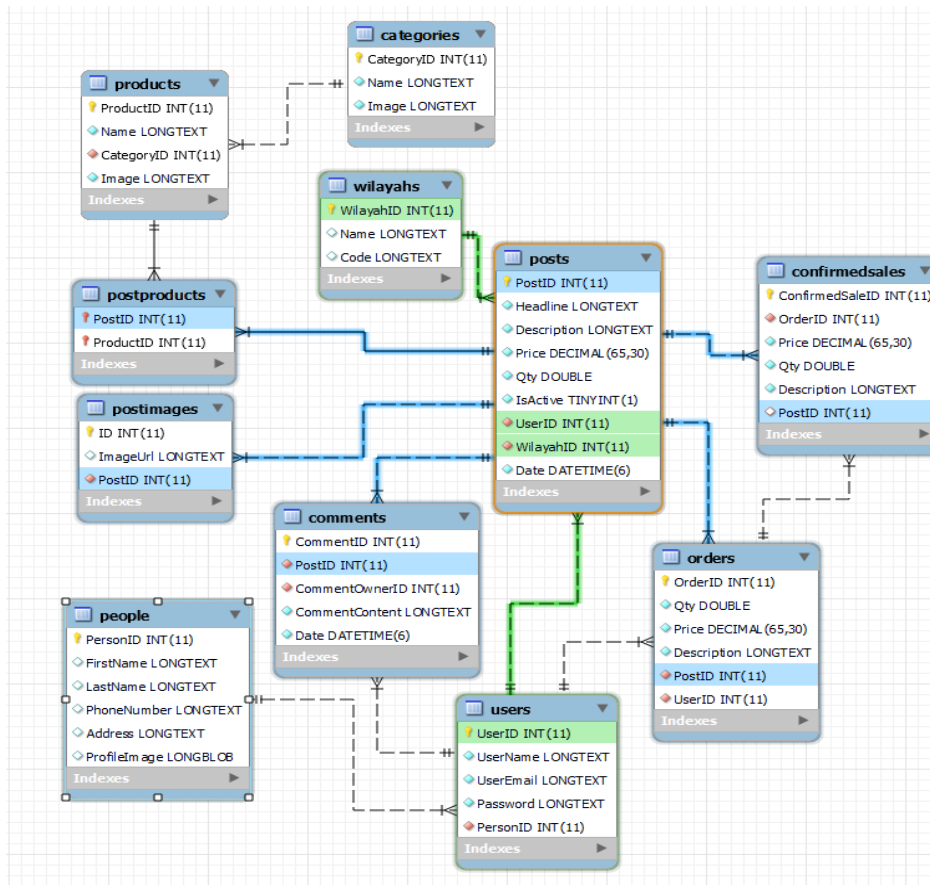 categories
CategoryID INT(11)
Name LONGTEXT
Image LONGTEXT
Indexes
products
ProductID INT(11)
Name LONGTEXT
CategoryID INT(11)
Image LONGTEXT
Indexes
wilayahs
WilayahID INT(11)
Name LONGTEXT
Code LONGTEXT
Indexes
posts
PostID INT(11)
Headline LONGTEXT
Description LONGTEXT
Price DECIMAL(65,30)
Qty DOUBLE
IsActive TINYINT(1)
UserID INT(11)
WilayahID INT(11)
Date DATETIME(6)
Indexes
confirmedsales
ConfirmedSaleID INT(11)
OrderID INT(11)
Price DECIMAL(65,30)
Qty DOUBLE
Description LONGTEXT
PostID INT(11)
Indexes
postproducts
PostID INT(11)
ProductID INT(11)
Indexes
postimages
ID INT(11)
ImageUrl LONGTEXT
PostID INT(11)
Indexes
comments
CommentID INT(11)
PostID INT(11)
CommentOwnerID INT(11)
CommentContent LONGTEXT
Date DATETIME(6)
Indexes
orders
OrderID INT(11)
Qty DOUBLE
Price DECIMAL(65,30)
Description LONGTEXT
PostID INT(11)
UserID INT(11)
Indexes
people
PersonID INT(11)
FirstName LONGTEXT
LastName LONGTEXT
PhoneNumber LONGTEXT
Address LONGTEXT
ProfileImage LONGBLOB
Indexes
users
UserID INT(11)
UserName LONGTEXT
UserEmail LONGTEXT
Password LONGTEXT
PersonID INT(11)
Indexes